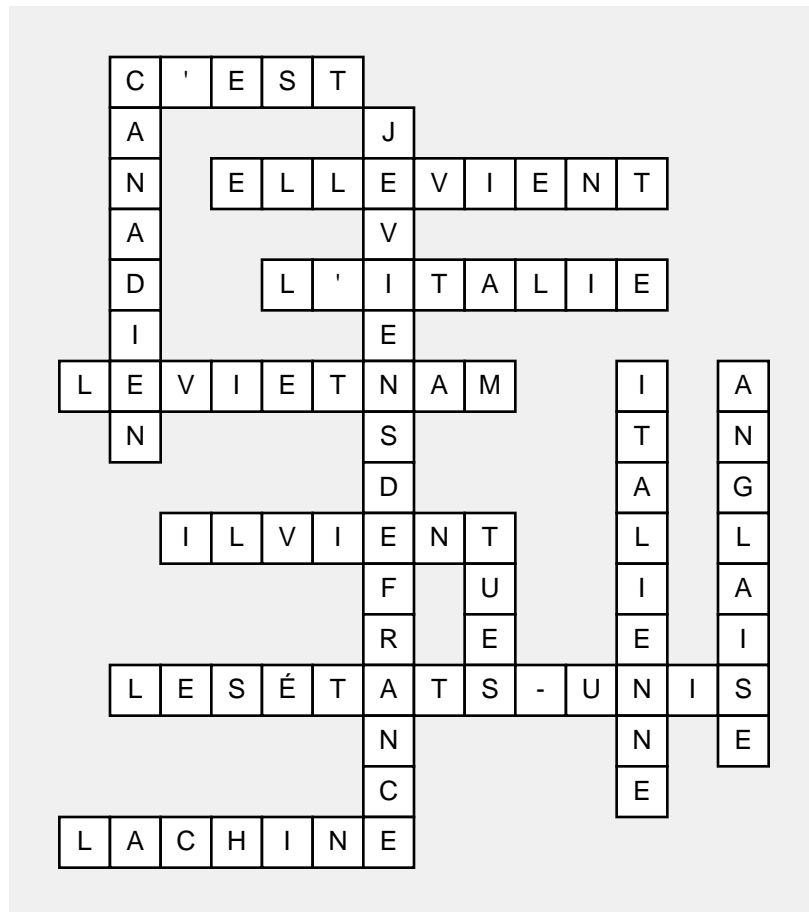 C'EST
CANADIEN
JEVIENSDEFRANCE
ELLEVIENT
L'ITALIE
LEVIETNAM
ITALIENNE
ANGLAISE
ILVIENT
TUES
LESÉTATS-UNIS
LACHINE